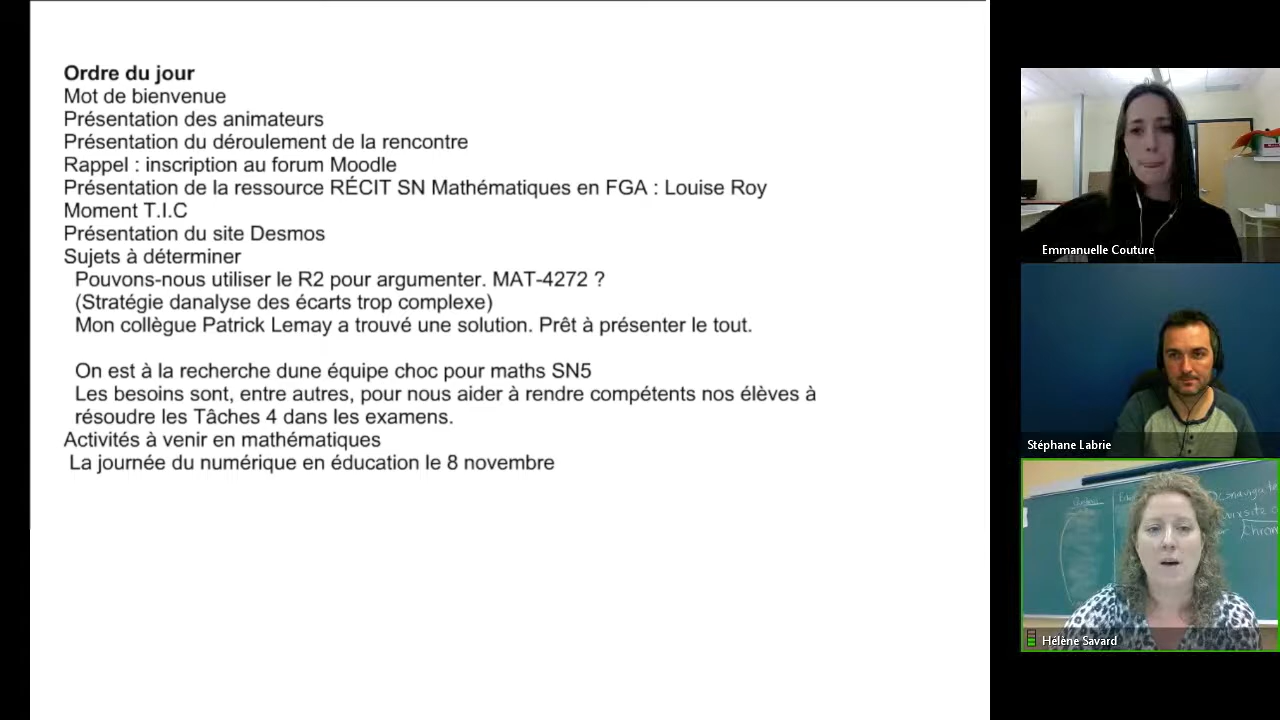 Ordre du jour
Mot de bienvenue
Présentation des animateurs
Présentation du déroulement de la rencontre
Rappel : inscription au forum Moodle
Présentation de la ressource RÉCIT SN Mathématiques en FGA : Louise Roy
Moment T.I.C
Présentation du site Desmos
Sujets à déterminer
Pouvons-nous utiliser le R2 pour argumenter. MAT-4272 ?
(Stratégie danalyse des écarts trop complexe)
Mon collègue Patrick Lemay a trouvé une solution. Prêt à présenter le tout.
On est à la recherche dune équipe choc pour maths SN5
Les besoins sont, entre autres, pour nous aider à rendre compétents nos élèves à
résoudre les Tâches 4 dans les examens.
Activités à venir en mathématiques
La journée du numérique en éducation le 8 novembre
Emmanuelle Couture
Stéphane Labrie
Hélène Savard